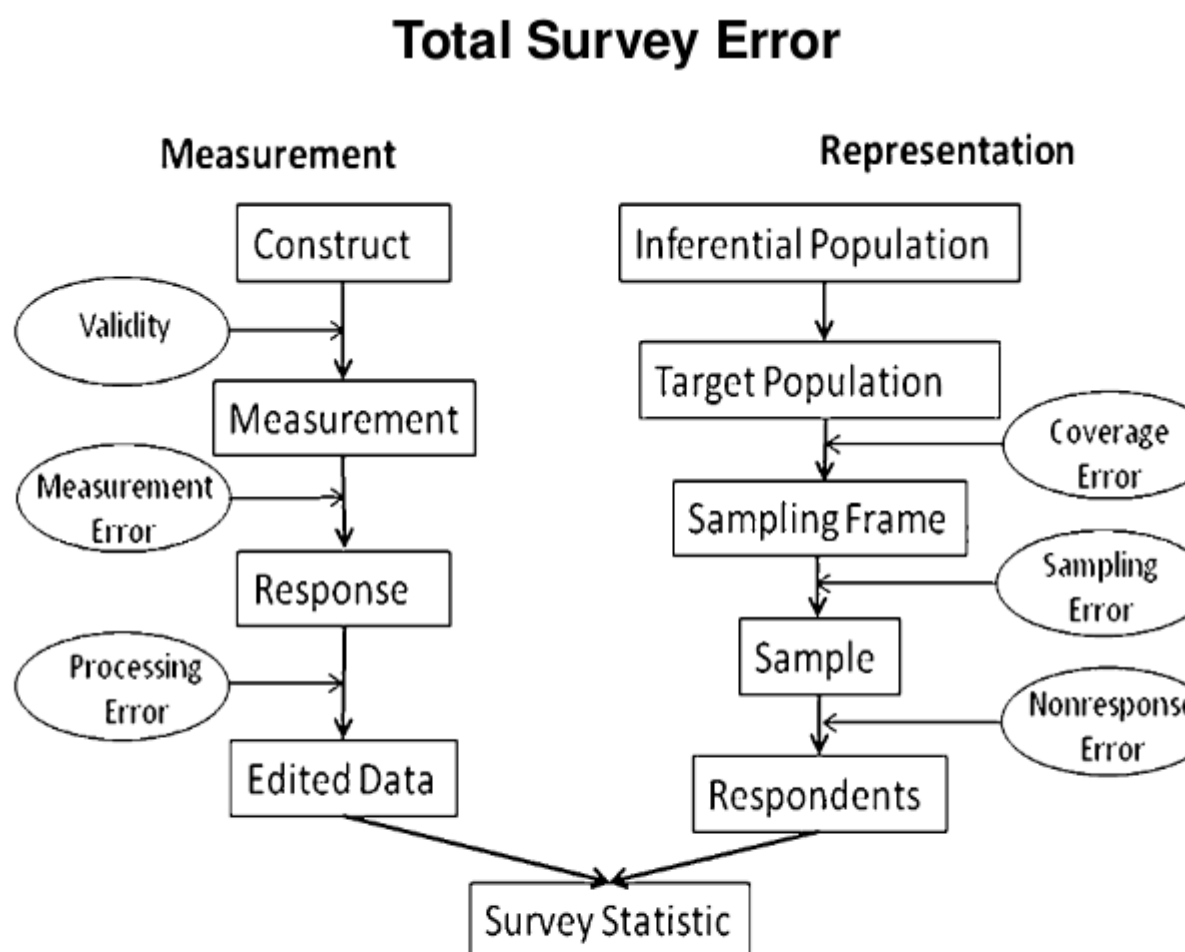 Total Survey Error
Measurement
Representation
Construct
Inferential Population
Validity
Target Population
Measurement
Coverage
Error
Measurement
Error
Sampling Frame
Response
Sampling
Error
Processing
Error
Sample
Nonresponse
Error
Edited Data
Respondents
Survey Statistic